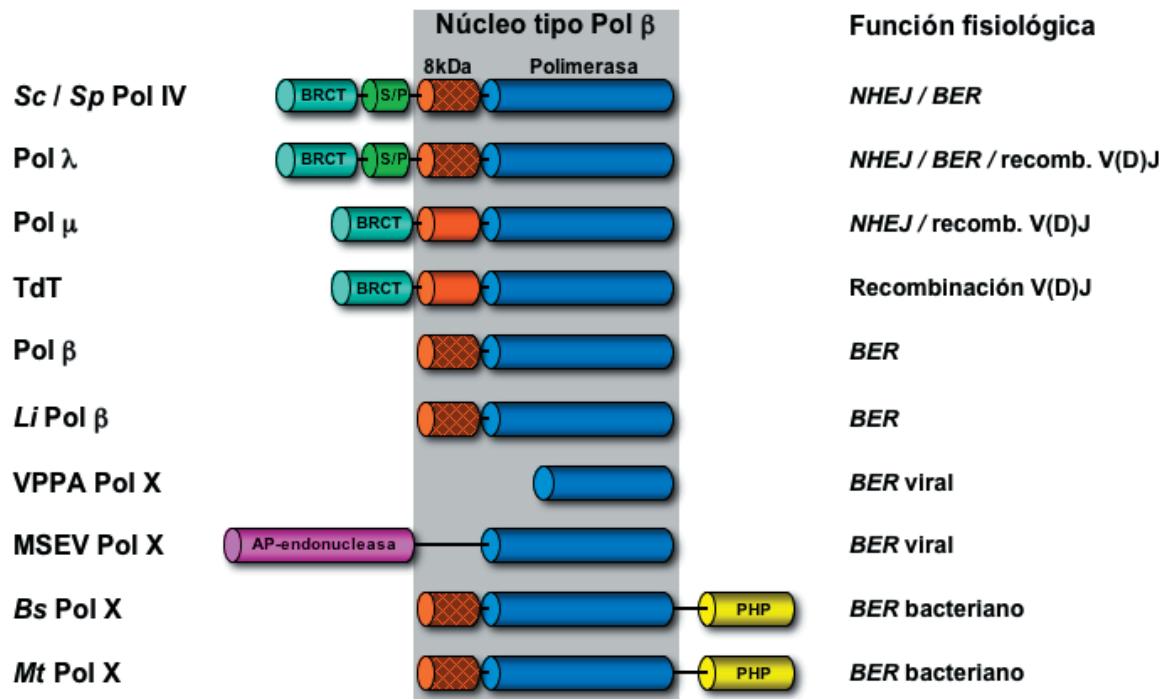 Núcleo tipo Pol β Función fisiológica
8kDa Polimerasa
Sc / Sp Pol IV BRCT S/P NHEJ / BER
Pol λ BRCT S/P NHEJ / BER / recomb. V(D)J
Pol μ BRCT NHEJ / recomb. V(D)J
TdT BRCT Recombinación V(D)J
Pol β BER
Li Pol β BER
VPPA Pol X BER viral
MSEV Pol X AP-endonucleasa BER viral
Bs Pol X PHP BER bacteriano
Mt Pol X PHP BER bacteriano